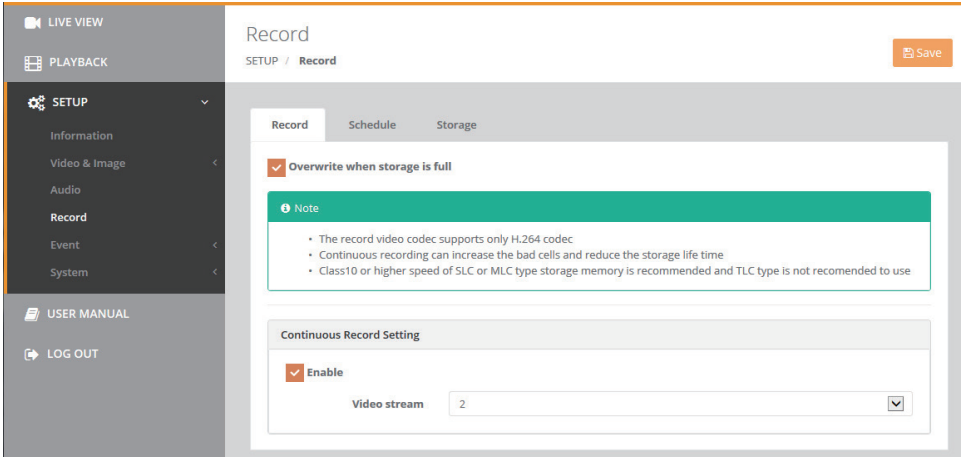 LIVE VIEW
PLAYBACK
SETUP
Information
Video & Image
Audio
Record
Event
System
USER MANUAL
LOG OUT
Record
SETUP / Record
Save
Record Schedule Storage
Overwrite when storage is full
Note
• The record video codec supports only H.264 codec
• Continuous recording can increase the bad cells and reduce the storage life time
• Class10 or higher speed of SLC or MLC type storage memory is recommended and TLC type is not recomended to use
Continuous Record Setting
Enable
Video stream 2